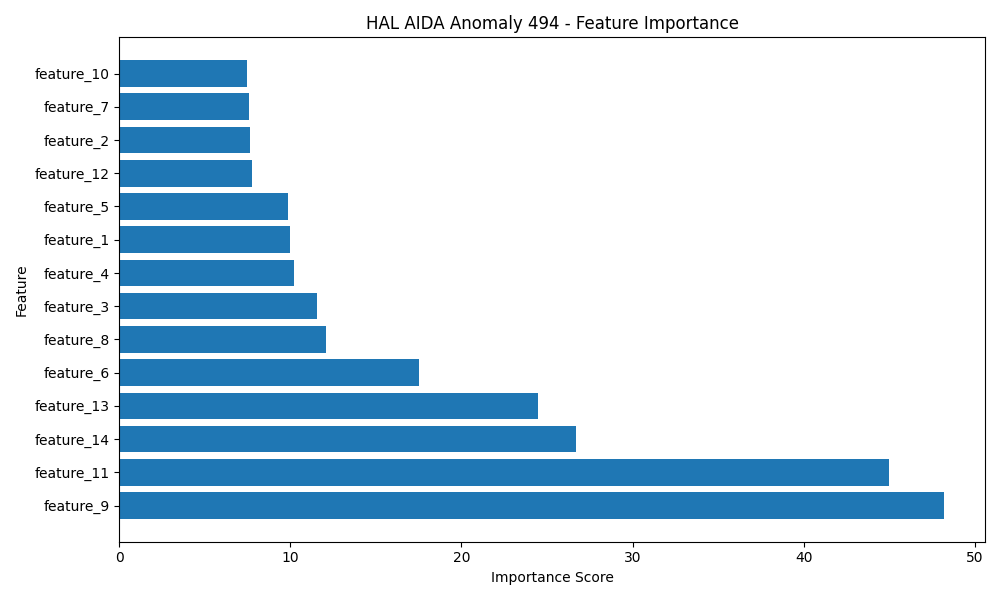 HAL AIDA Anomaly 494 - Feature Importance
feature_10
feature_7
feature_2
feature_12
feature_5
feature_1
feature_4
feature_3
feature_8
feature_6
feature_13
feature_14
feature_11
feature_9
Feature
0 10 20 30 40 50
Importance Score